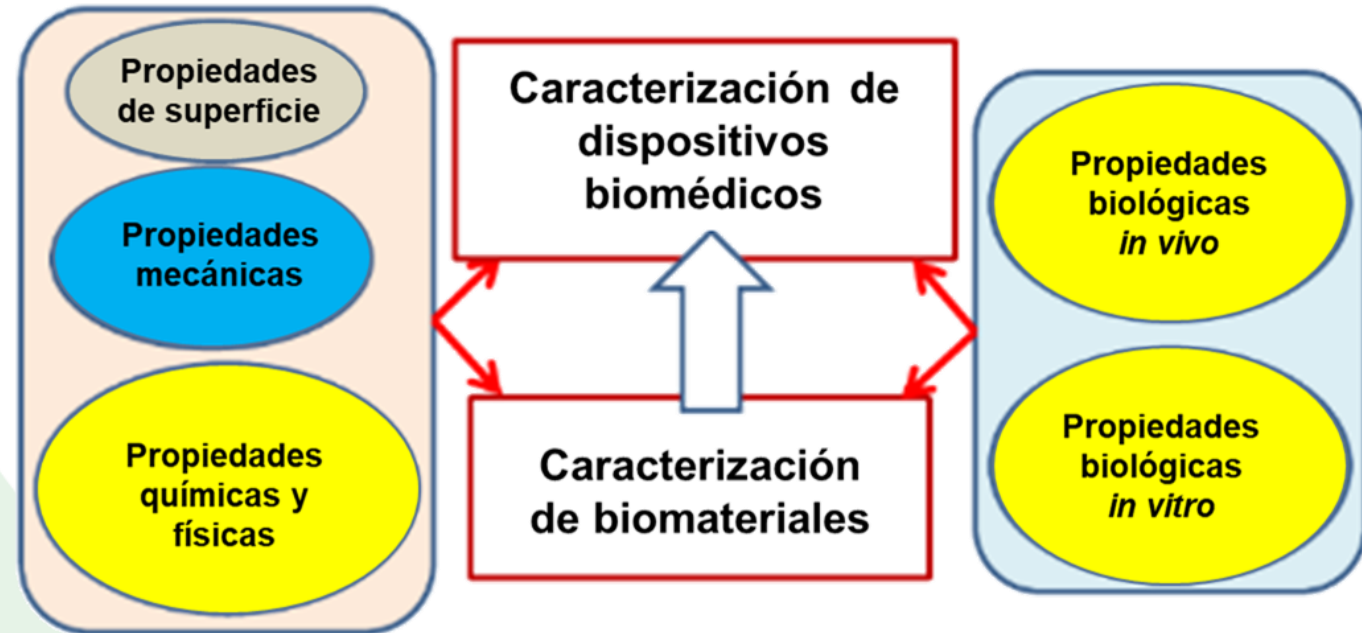 Propiedades
de superficie
Propiedades
mecánicas
Propiedades
químicas y
físicas
Caracterización de
dispositivos
biomédicos
Caracterización
de biomateriales
Propiedades
biológicas
in vivo
Propiedades
biológicas
in vitro